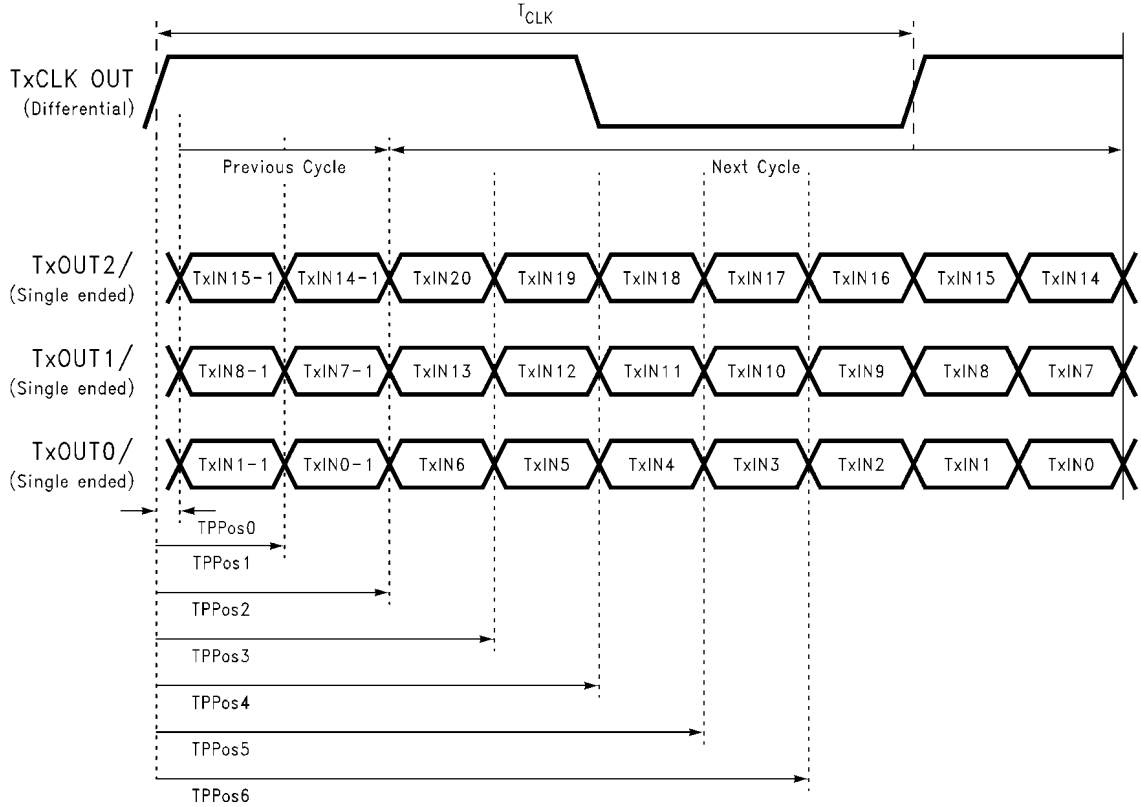 TCLK
TxCLK OUT
(Differential)
Previous Cycle
Next Cycle
TxOUT2/
(Single ended)
TxIN15-1 TxIN14-1 TxIN20 TxIN19 TxIN18 TxIN17 TxIN16 TxIN15 TxIN14
TxOUT1/
(Single ended)
TxIN8-1 TxIN7-1 TxIN13 TxIN12 TxIN11 TxIN10 TxIN9 TxIN8 TxIN7
TxOUT0/
(Single ended)
TxIN1-1 TxIN0-1 TxIN6 TxIN5 TxIN4 TxIN3 TxIN2 TxIN1 TxIN0
TPPos0
TPPos1
TPPos2
TPPos3
TPPos4
TPPos5
TPPos6